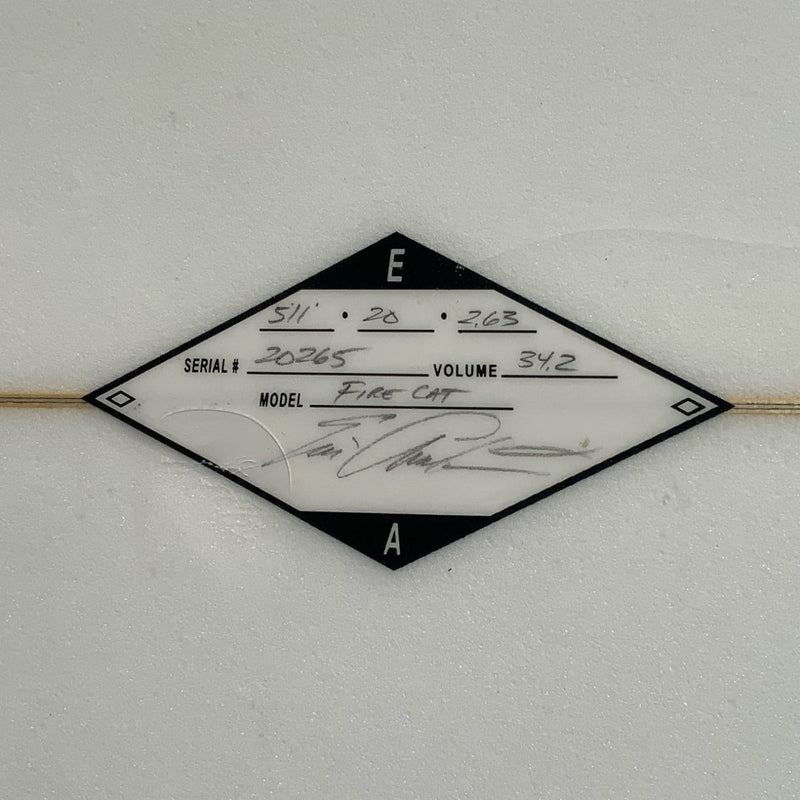 E
5'11" • 20 • 2.63
SERIAL # 20265 VOLUME 34.2
MODEL FIRE CAT
A